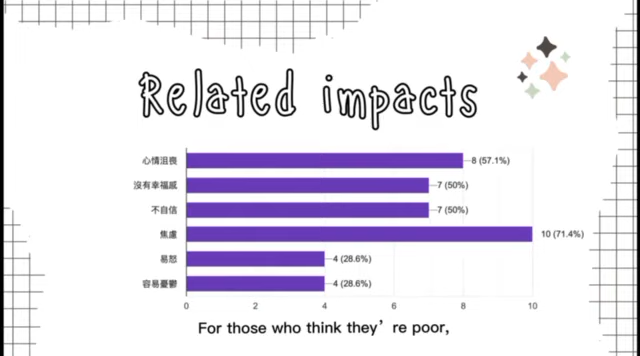 Related impacts
心情沮喪 8 (57.1%)
沒有幸福感 7 (50%)
不自信 7 (50%)
焦慮 10 (71.4%)
易怒 4 (28.6%)
容易憂鬱 4 (28.6%)
0 2 4 6 8 10
For those who think they’re poor,